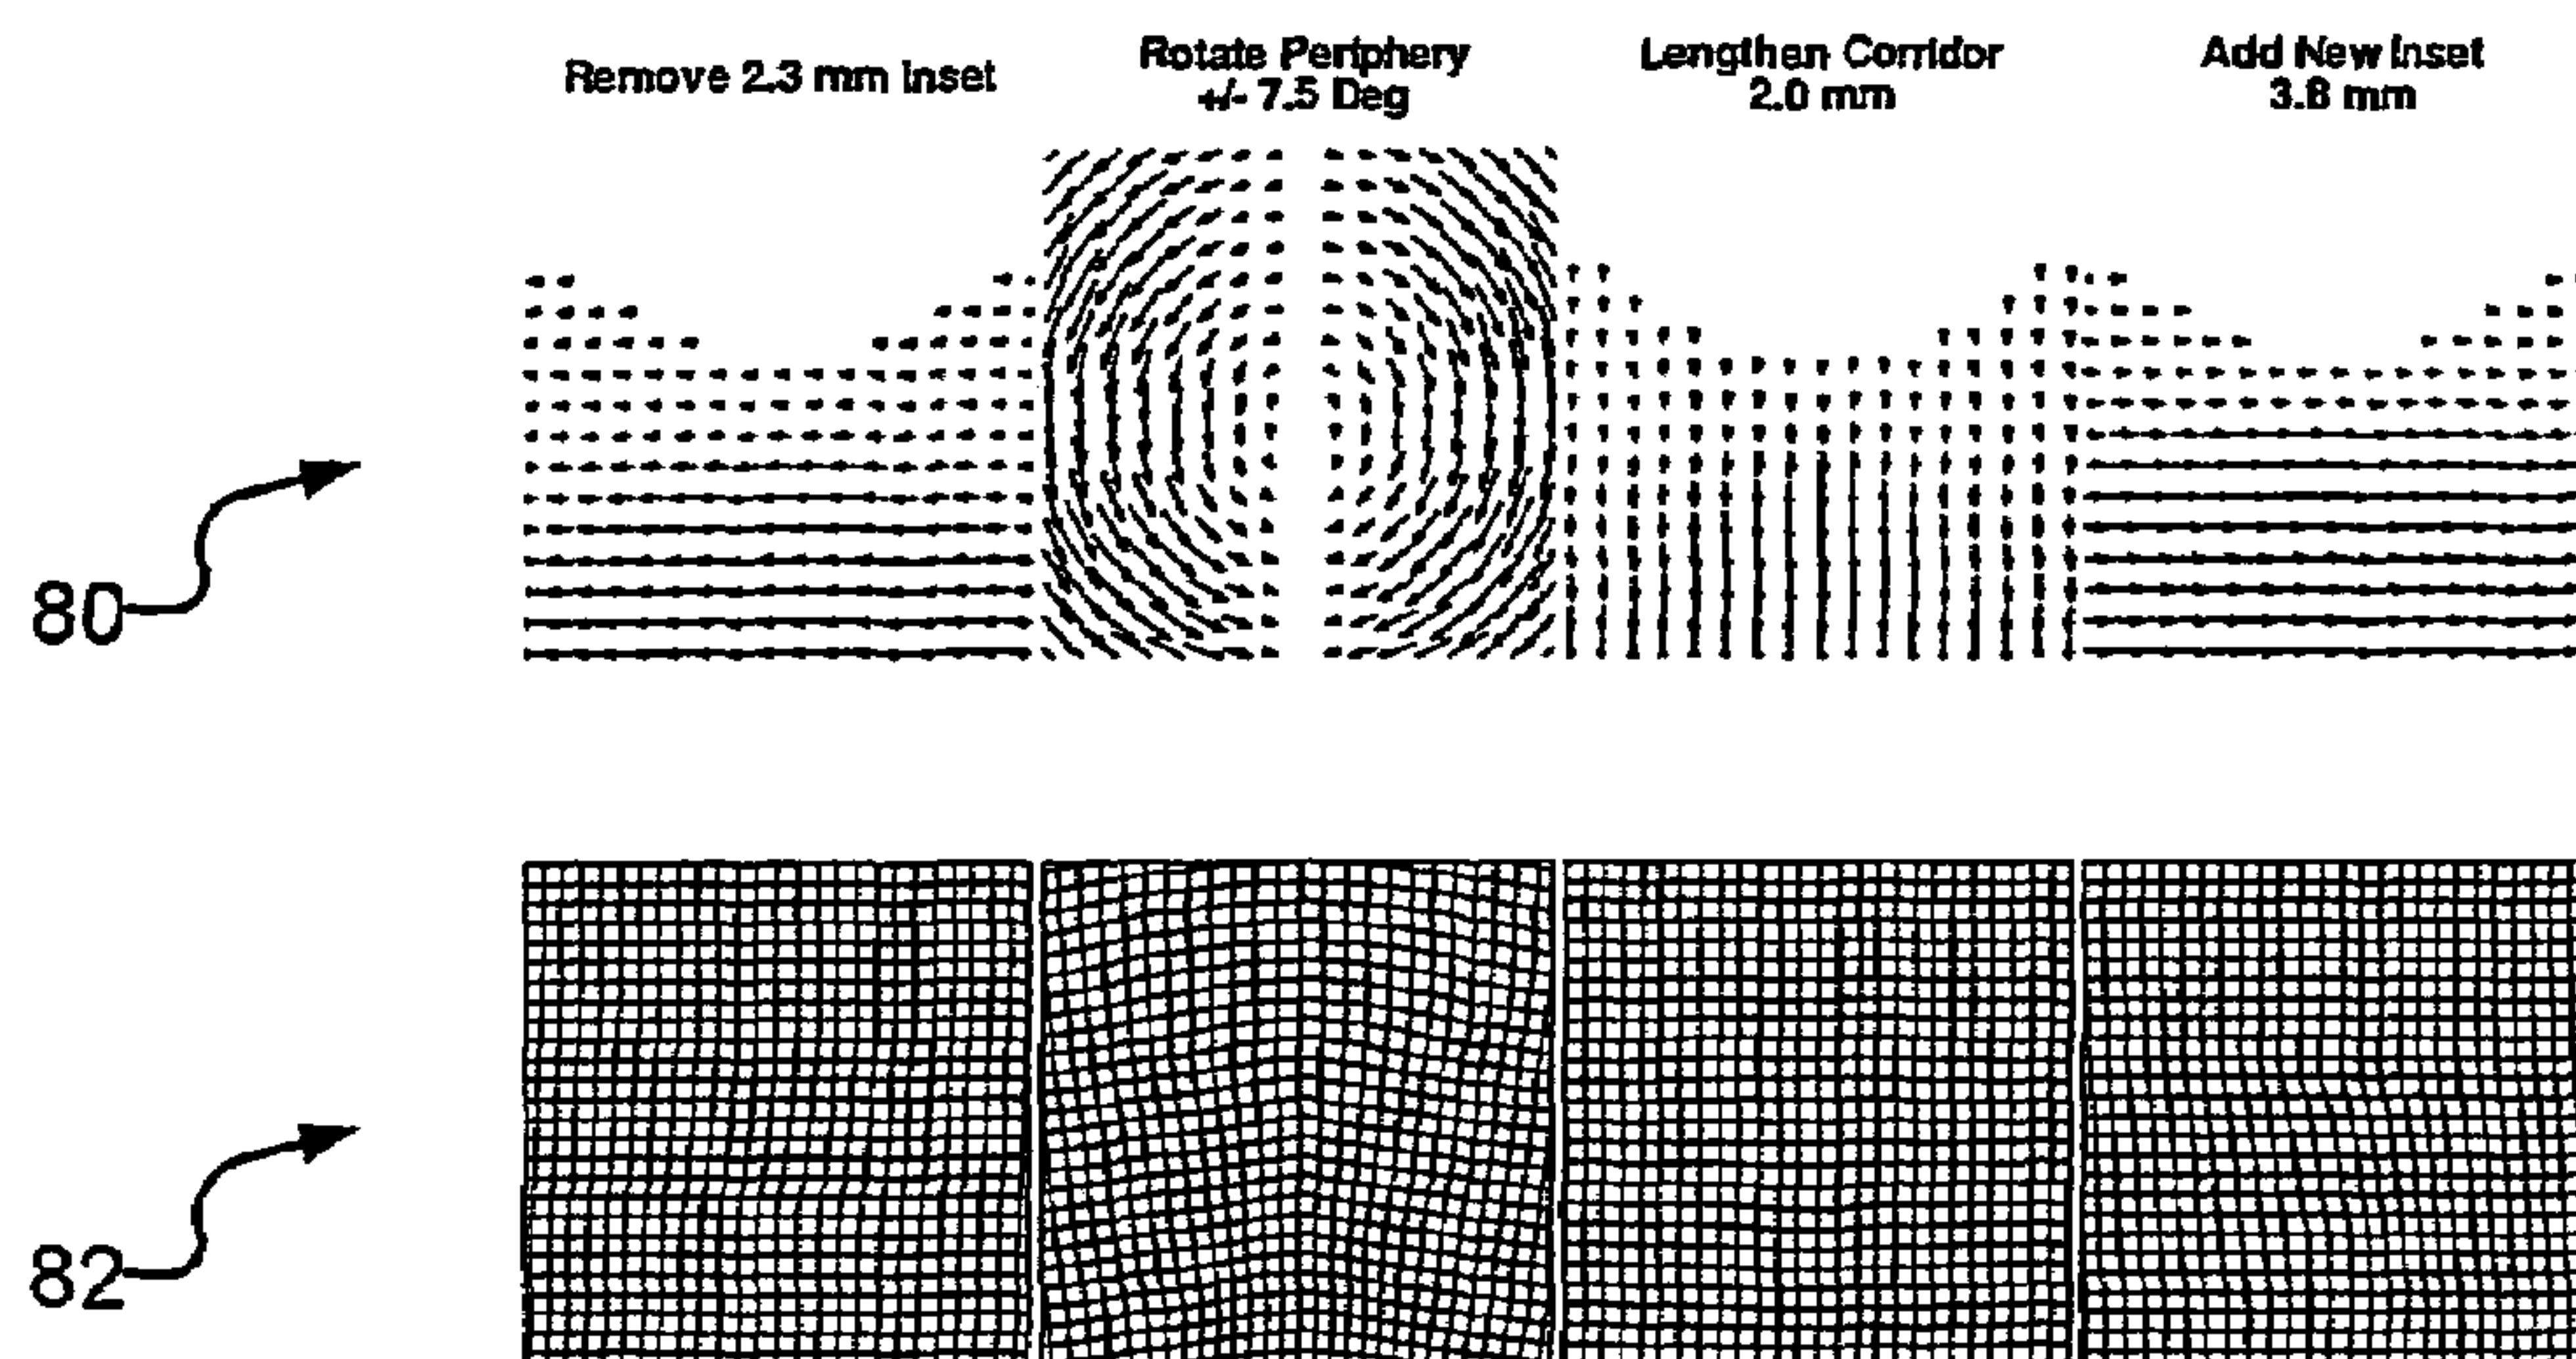 Remove 2.3 mm Inset
Rotate Periphery
+/- 7.5 Deg
Lengthen Corridor
2.0 mm
Add New Inset
3.8 mm
80
82